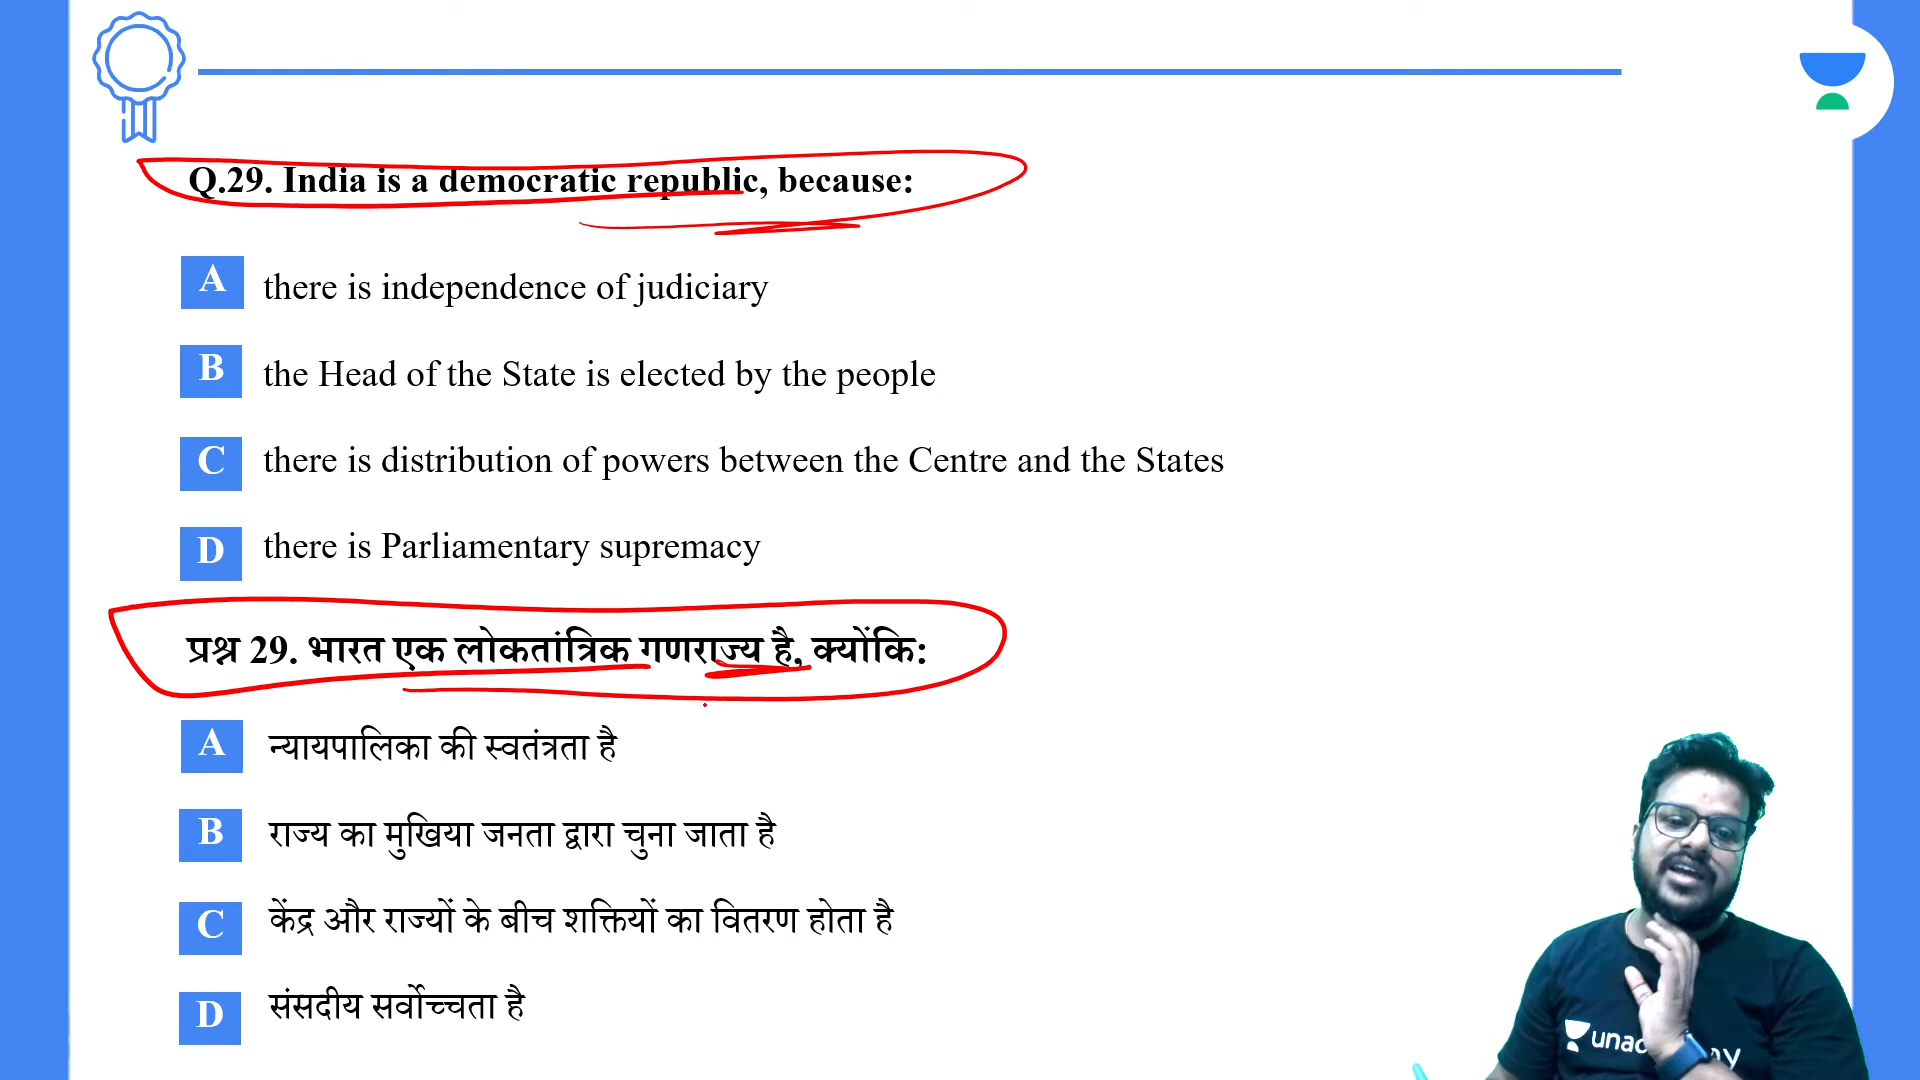 Q.29. India is a democratic republic, because:
A there is independence of judiciary
B the Head of the State is elected by the people
C there is distribution of powers between the Centre and the States
D there is Parliamentary supremacy
प्रश्न 29. भारत एक लोकतांत्रिक गणराज्य है, क्योंकि:
A न्यायपालिका की स्वतंत्रता है
B राज्य का मुखिया जनता द्वारा चुना जाता है
C केंद्र और राज्यों के बीच शक्तियों का वितरण होता है
D संसदीय सर्वोच्चता है